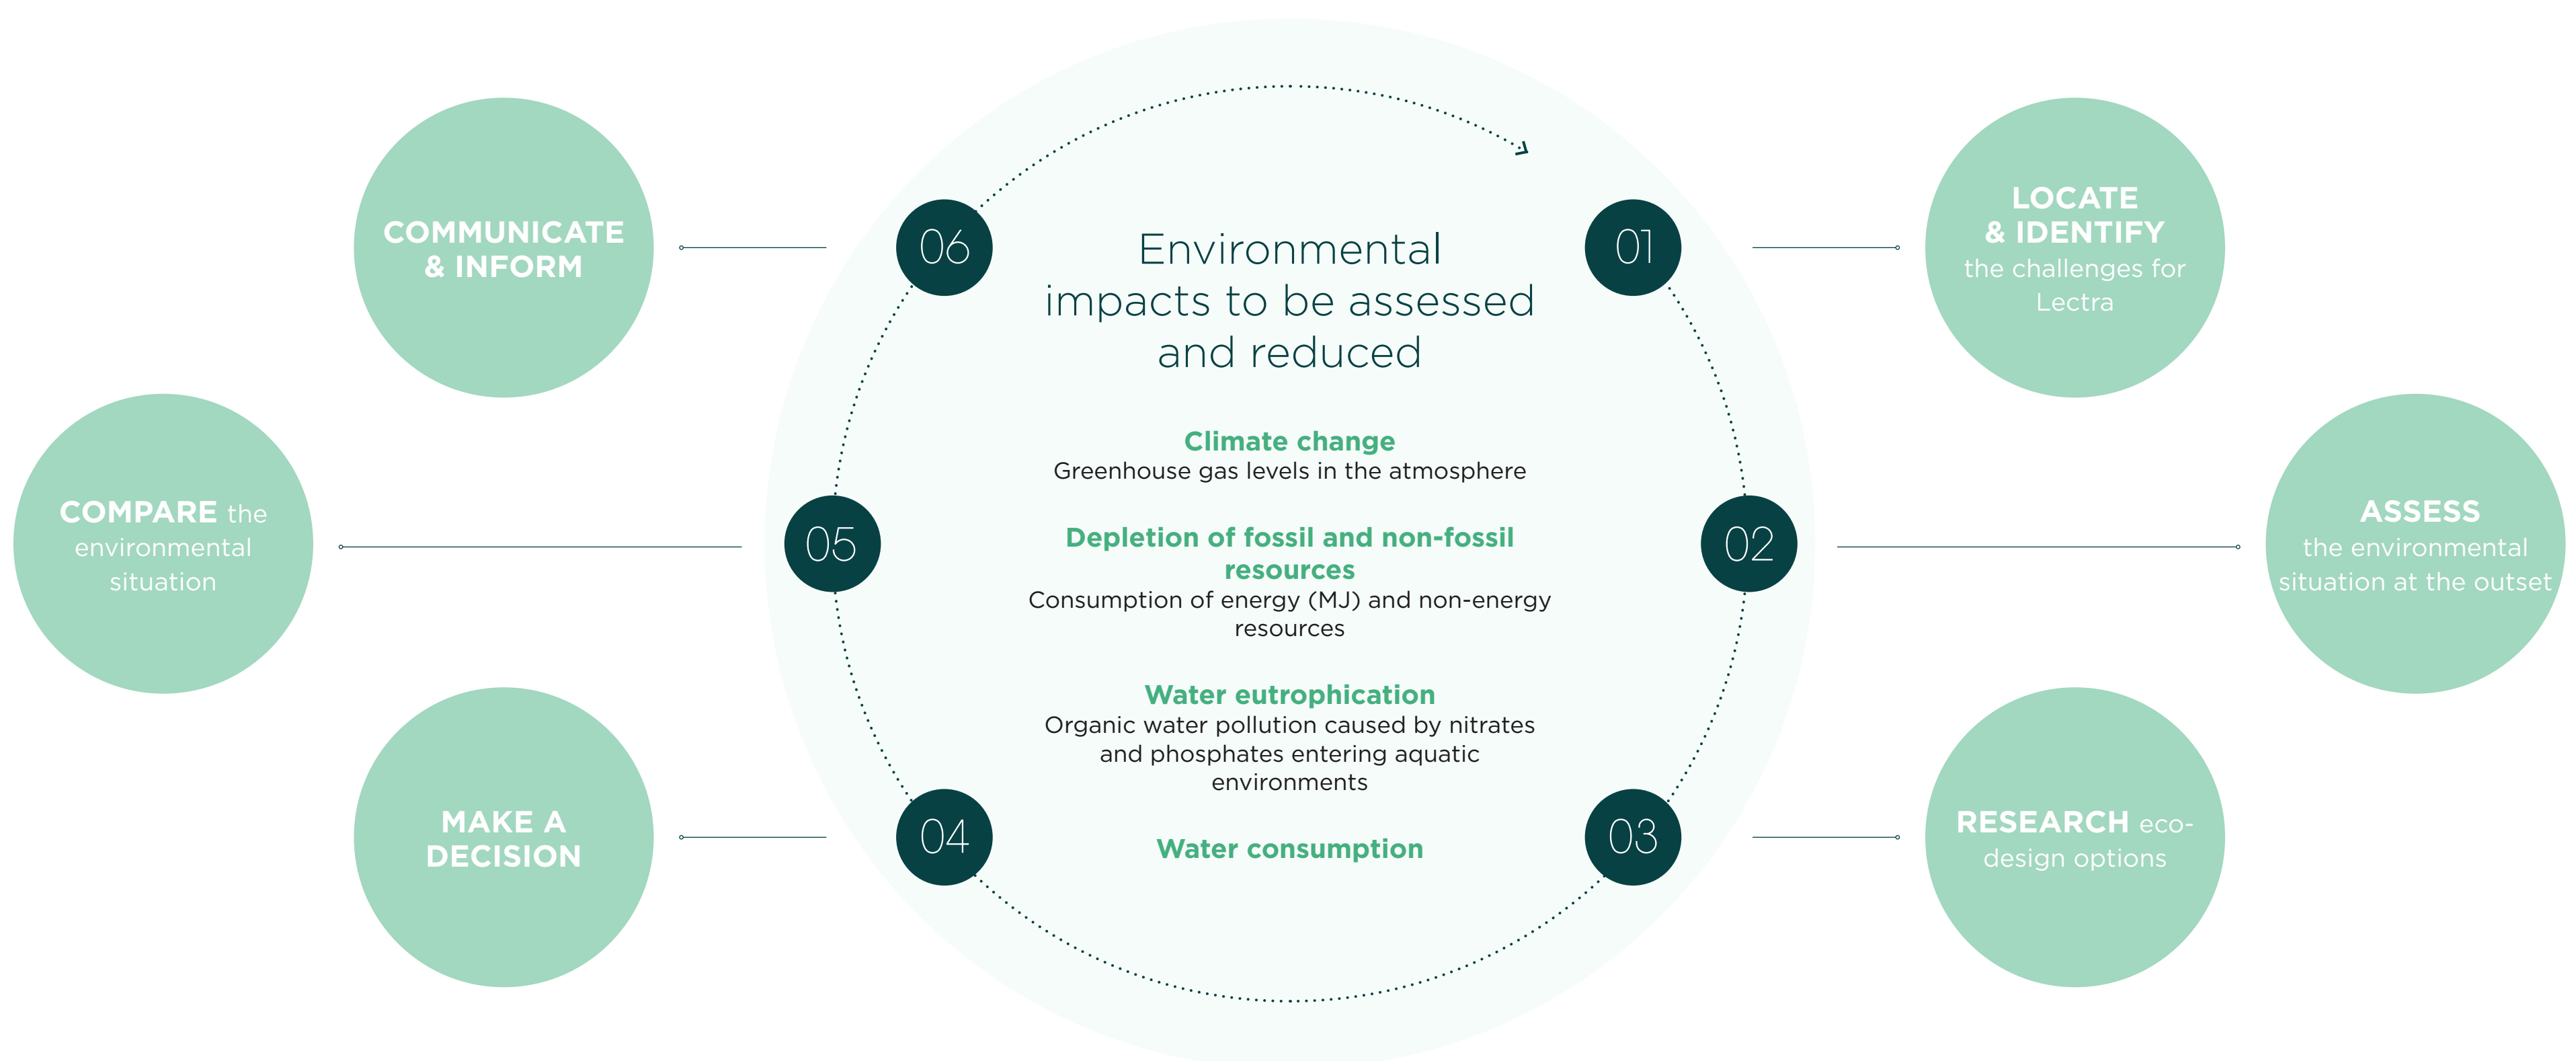 Environmental
impacts to be assessed
and reduced
Climate change
Greenhouse gas levels in the atmosphere
Depletion of fossil and non-fossil
resources
Consumption of energy (MJ) and non-energy
resources
Water eutrophication
Organic water pollution caused by nitrates
and phosphates entering aquatic
environments
Water consumption
01
LOCATE
& IDENTIFY
the challenges for
Lectra
02
ASSESS
the environmental
situation at the outset
03
RESEARCH eco-
design options
04
MAKE A
DECISION
05
COMPARE the
environmental
situation
06
COMMUNICATE
& INFORM